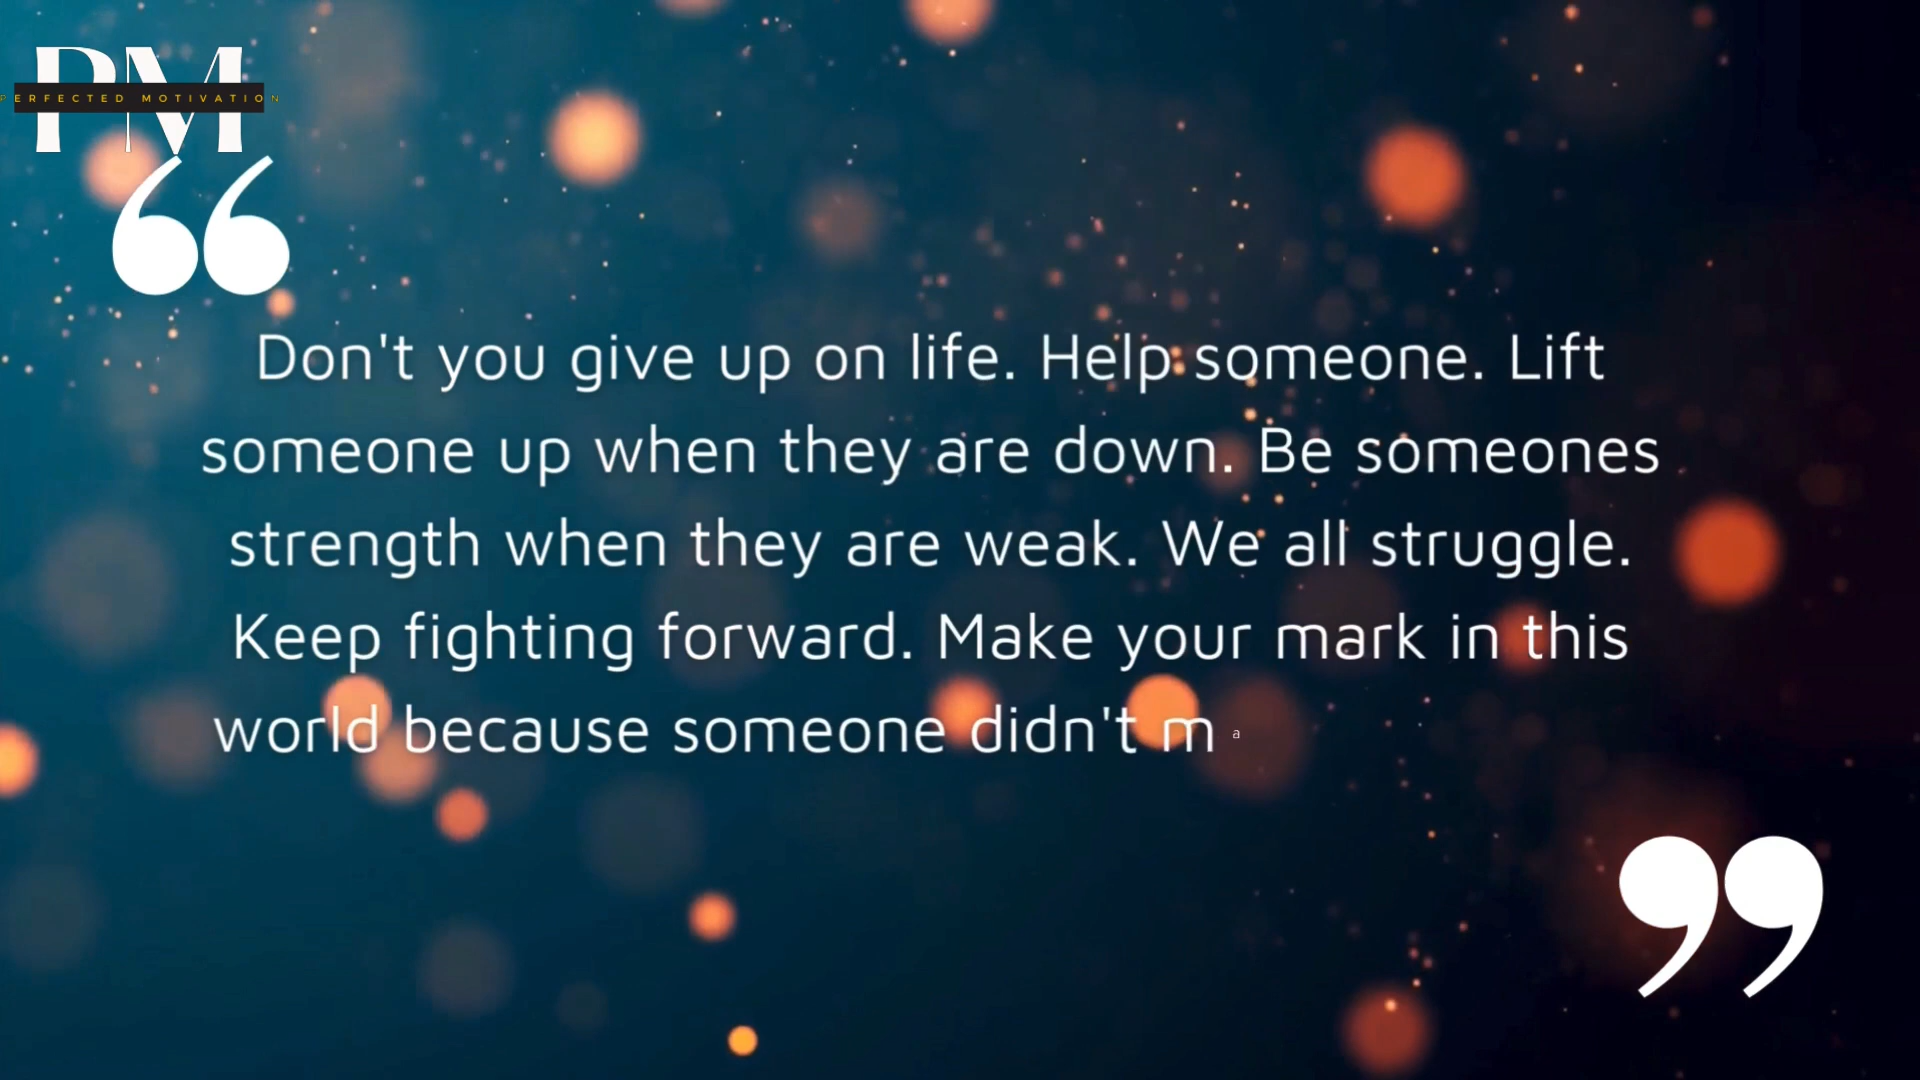 PM
PERFECTED MOTIVATION
Don't you give up on life. Help someone. Lift
someone up when they are down. Be someones
strength when they are weak. We all struggle.
Keep fighting forward. Make your mark in this
world because someone didn't m a